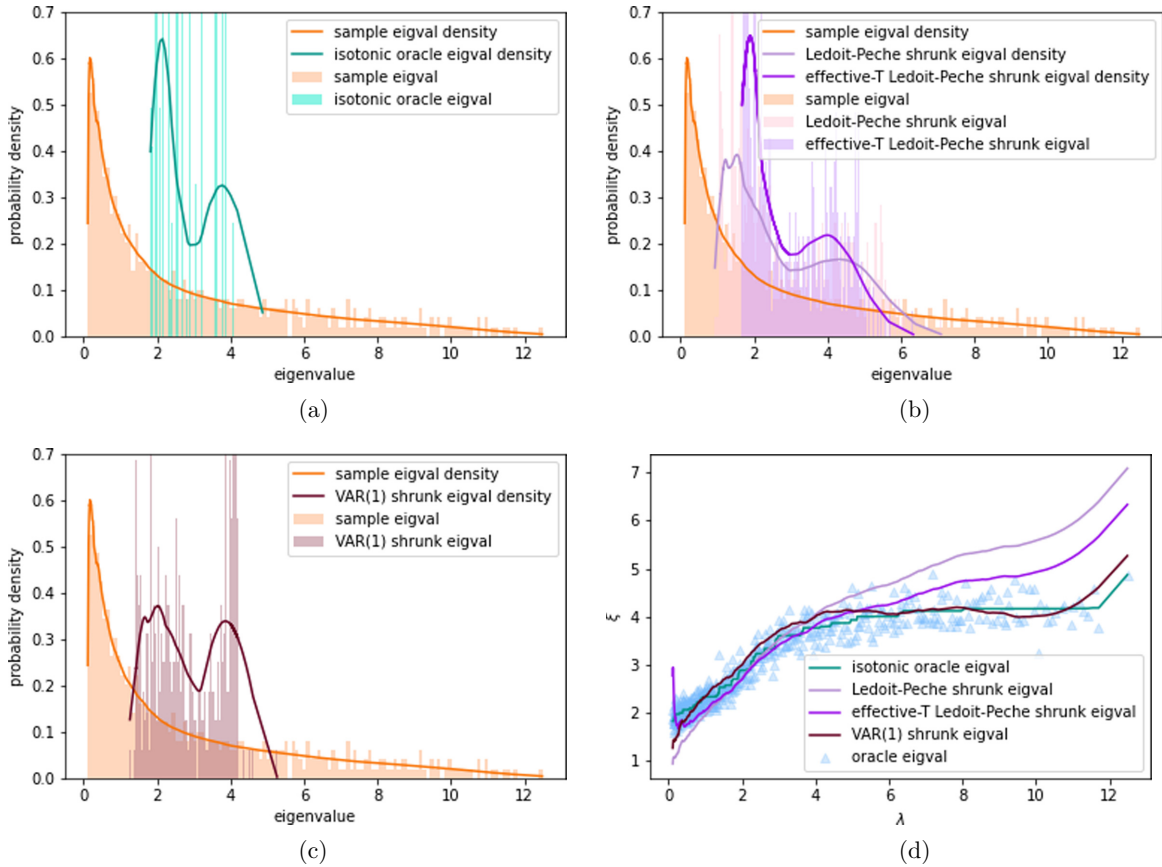 0.7
0.6
0.5
0.4
0.3
0.2
0.1
0.0
probability density
0 2 4 6 8 10 12
eigenvalue
sample eigval density
isotonic oracle eigval density
sample eigval
isotonic oracle eigval
(a)
0.7
0.6
0.5
0.4
0.3
0.2
0.1
0.0
probability density
0 2 4 6 8 10 12
eigenvalue
sample eigval density
Ledoit-Peche shrunk eigval density
effective-T Ledoit-Peche shrunk eigval density
sample eigval
Ledoit-Peche shrunk eigval
effective-T Ledoit-Peche shrunk eigval
(b)
0.7
0.6
0.5
0.4
0.3
0.2
0.1
0.0
probability density
0 2 4 6 8 10 12
eigenvalue
sample eigval density
VAR(1) shrunk eigval density
sample eigval
VAR(1) shrunk eigval
(c)
7
6
5
4
3
2
1
ξ
0 2 4 6 8 10 12
λ
isotonic oracle eigval
Ledoit-Peche shrunk eigval
effective-T Ledoit-Peche shrunk eigval
VAR(1) shrunk eigval
oracle eigval
(d)